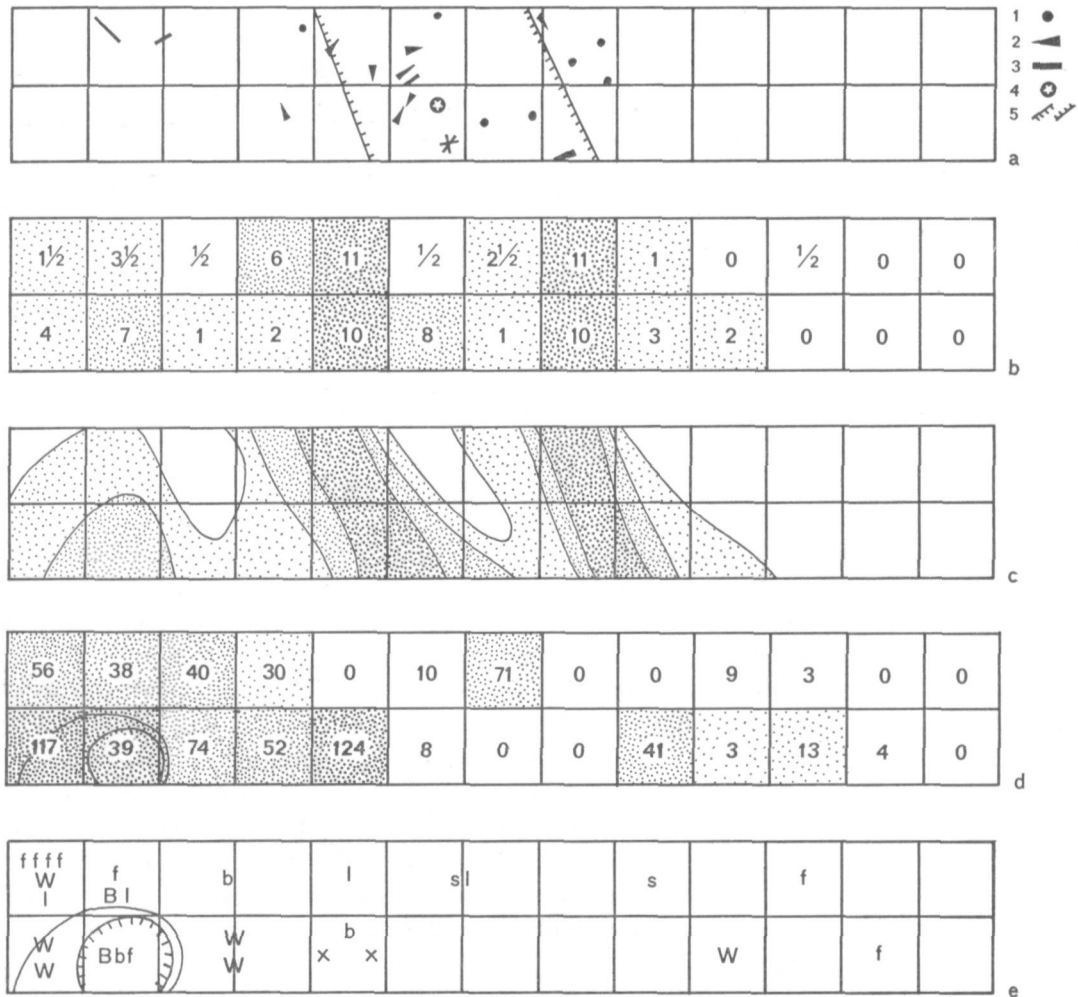 1
2
3
4
5
a
1½ 3½ ½ 6 11 ½ 2½ 11 1 0 ½ 0 0
4 7 1 2 10 8 1 10 3 2 0 0 0
b
c
56 38 40 30 0 10 71 0 0 9 3 0 0
117 39 74 52 124 8 0 0 41 3 13 4 0
d
f f f f
W f b l s l s f
l B l
W W b
W Bbf W x x W f
e